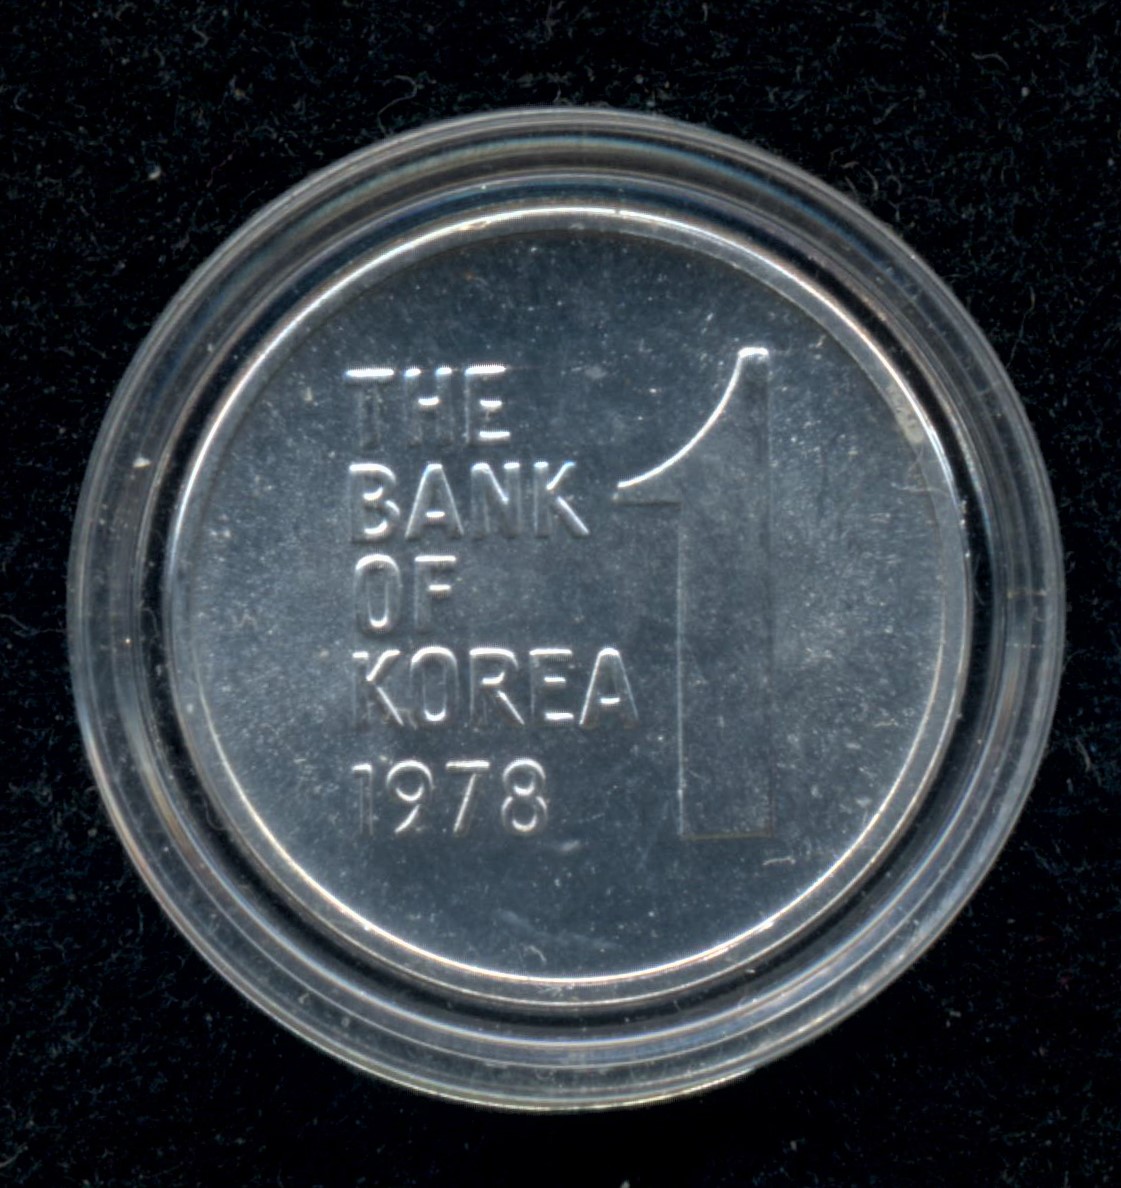 THE
BANK
OF
KOREA
1978
1